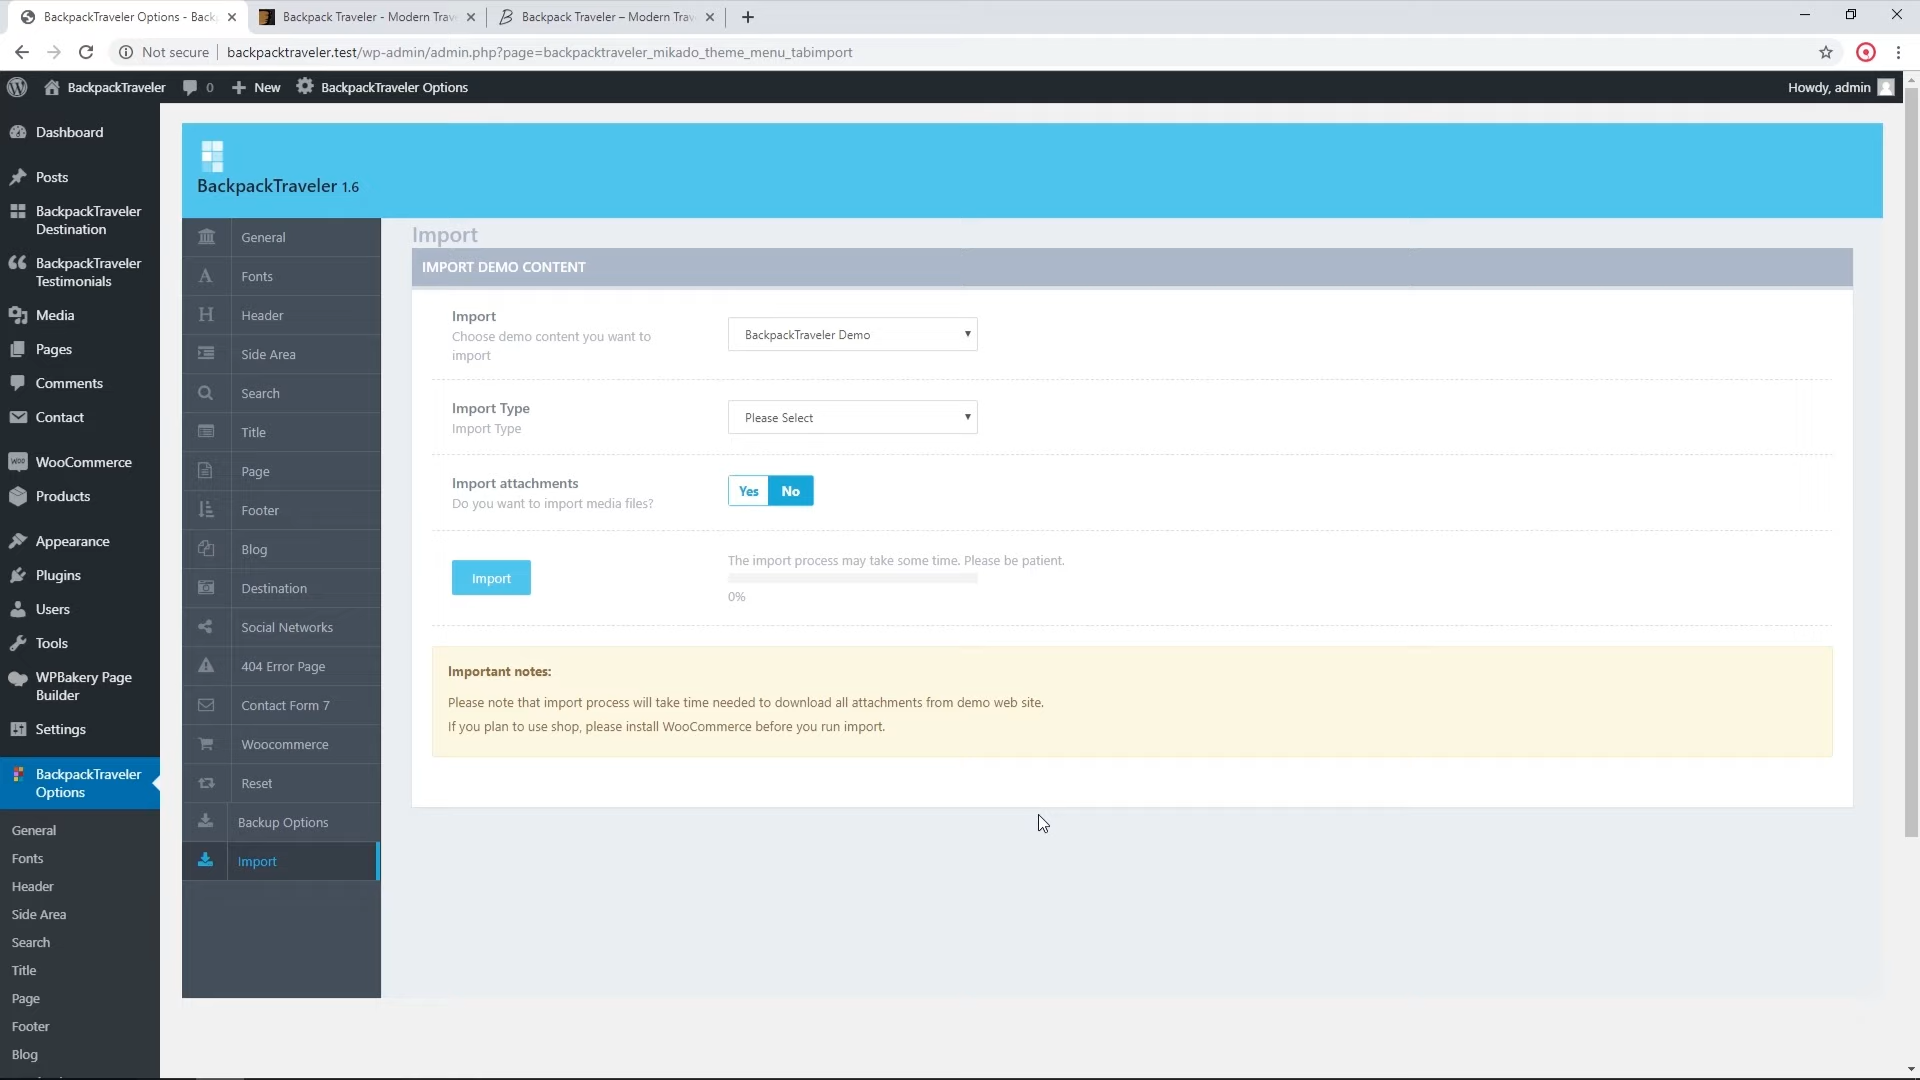 BackpackTraveler Options - Back
Backpack Traveler - Modern Trav
Backpack Traveler – Modern Trav
Not secure
backpacktraveler.test/wp-admin/admin.php?page=backpacktraveler_mikado_theme_menu_tabimport
BackpackTraveler
0
New
BackpackTraveler Options
Howdy, admin
Dashboard
Posts
BackpackTraveler
Destination
BackpackTraveler
Testimonials
Media
Pages
Comments
Contact
WooCommerce
Products
Appearance
Plugins
Users
Tools
WPBakery Page
Builder
Settings
BackpackTraveler
Options
General
Fonts
Header
Side Area
Search
Title
Page
Footer
Blog
BackpackTraveler 1.6
General
Fonts
Header
Side Area
Search
Title
Page
Footer
Blog
Destination
Social Networks
404 Error Page
Contact Form 7
Woocommerce
Reset
Backup Options
Import
Import
IMPORT DEMO CONTENT
Import
Choose demo content you want to
import
BackpackTraveler Demo
Import Type
Import Type
Please Select
Import attachments
Do you want to import media files?
Yes No
Import
The import process may take some time. Please be patient.
0%
Important notes:
Please note that import process will take time needed to download all attachments from demo web site.
If you plan to use shop, please install WooCommerce before you run import.